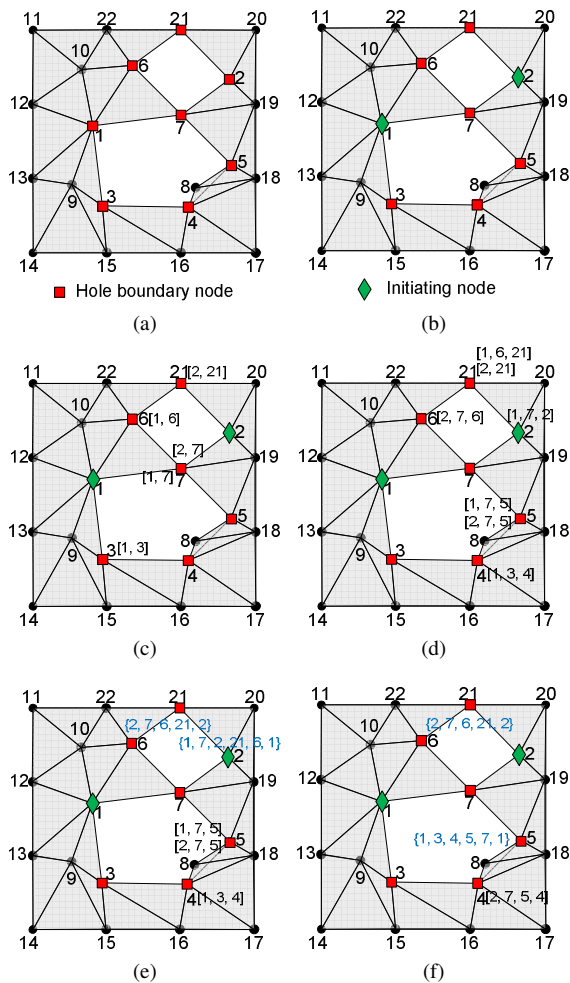 11 22 21 20
10 6 2
12 19
1 7
13 5 18
9 3 8 4
14 15 16 17
Hole boundary node
(a)
11 22 21 20
10 6 2
12 19
1 7
13 5 18
9 3 8 4
14 15 16 17
Initiating node
(b)
11 22 21 [2, 21] 20
10 6 [1, 6] 2
12 [2, 7] 19
1 [1, 7] 7
13 5 18
9 3 [1, 3] 8 4
14 15 16 17
(c)
[1, 6, 21]
11 22 21 [2, 21] 20
10 6 [2, 7, 6] [1, 7, 2] 2
12 19
1 7
[1, 7, 5] 5
13 [2, 7, 5] 18
9 3 8 4 [1, 3, 4]
14 15 16 17
(d)
11 22 21 20
{2, 7, 6, 21, 2}
10 6 {1, 7, 2, 21, 6, 1}
2
12 19
1 7
[1, 7, 5] 5
13 [2, 7, 5] 18
9 3 8 4 [1, 3, 4]
14 15 16 17
(e)
11 22 21 20
{2, 7, 6, 21, 2}
10 6 2
12 19
1 7
{1, 3, 4, 5, 7, 1} 5
13 18
9 3 8 4 [2, 7, 5, 4]
14 15 16 17
(f)